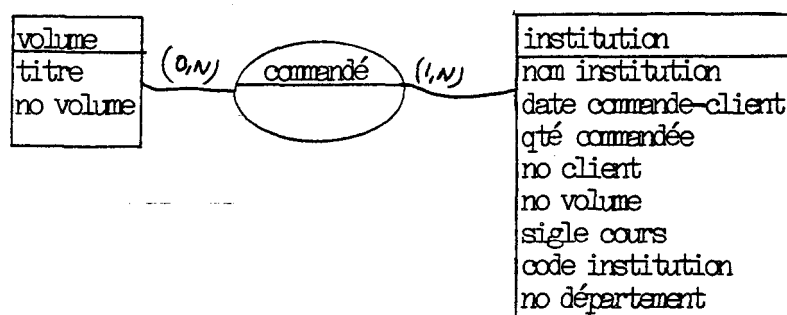 volume
titre
no volume
(0,N)
commandé
(1,N)
institution
nom institution
date commande-client
qté commandée
no client
no volume
sigle cours
code institution
no département